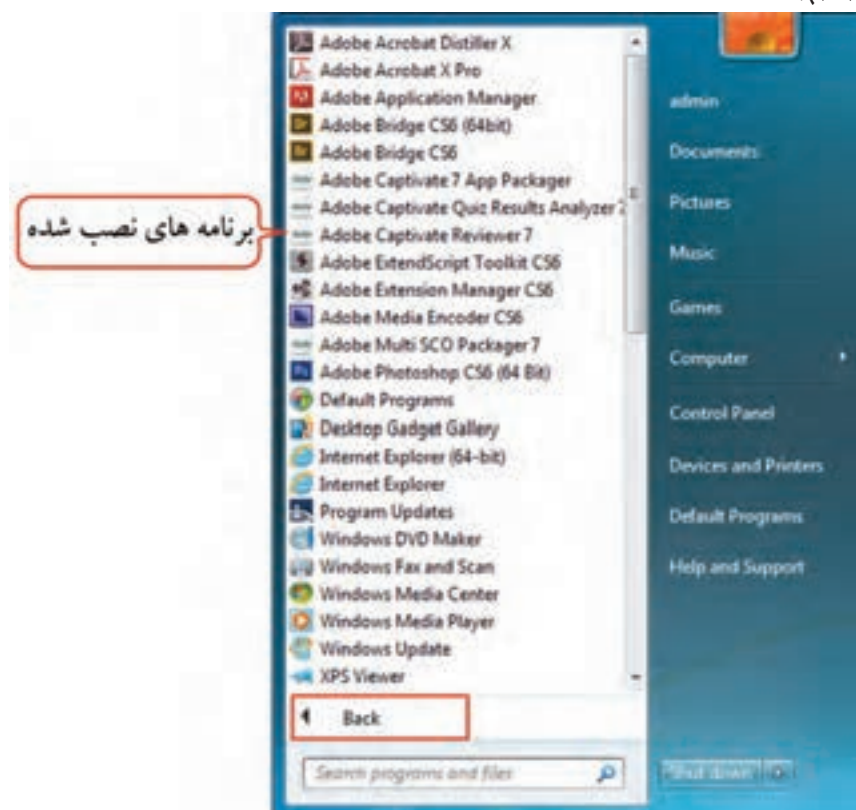 Adobe Acrobat Distiller X
Adobe Acrobat X Pro
Adobe Application Manager
Adobe Bridge CS6 (64bit)
Adobe Bridge CS6
Adobe Captivate 7 App Packager
Adobe Captivate Quiz Results Analyzer 7
Adobe Captivate Reviewer 7
Adobe ExtendScript Toolkit CS6
Adobe Extension Manager CS6
Adobe Media Encoder CS6
Adobe Multi SCO Packager 7
Adobe Photoshop CS6 (64 Bit)
Default Programs
Desktop Gadget Gallery
Internet Explorer (64-bit)
Internet Explorer
Program Updates
Windows DVD Maker
Windows Fax and Scan
Windows Media Center
Windows Media Player
Windows Update
XPS Viewer
Back
Search programs and files
admin
Documents
Pictures
Music
Games
Computer
Control Panel
Devices and Printers
Default Programs
Help and Support
Shut down
برنامه های نصب شده